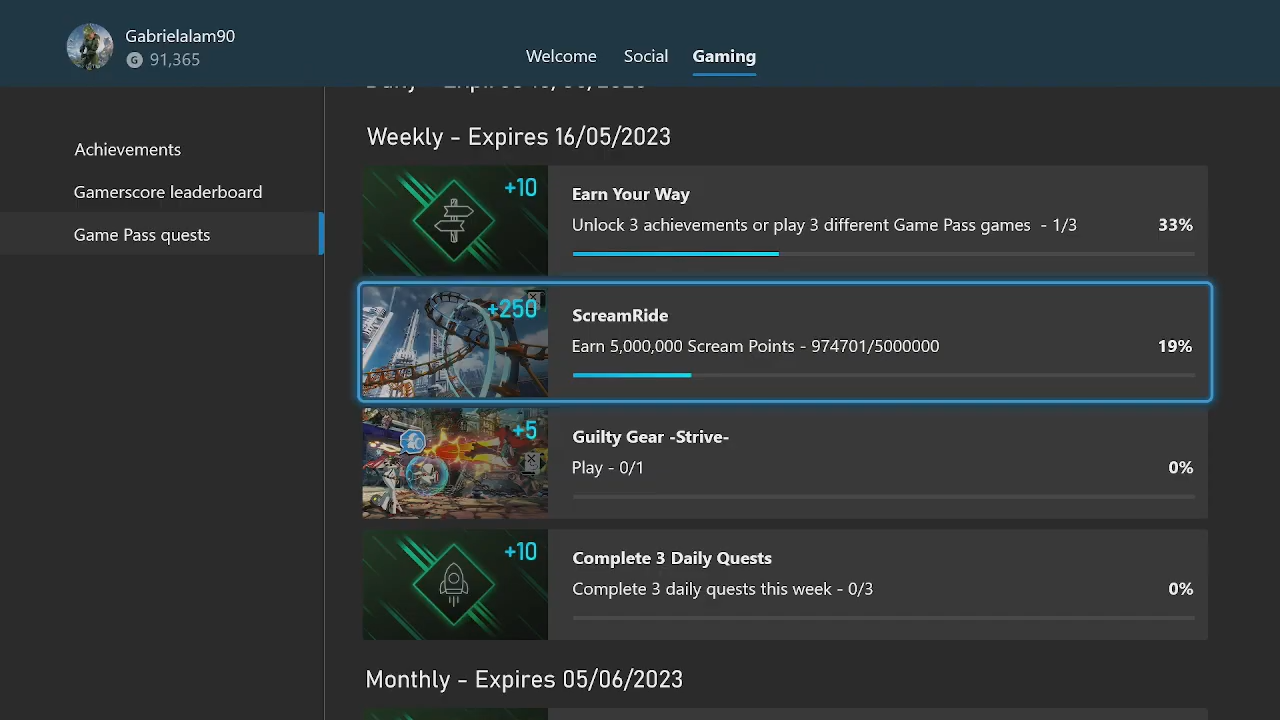 Gabrielalam90
G 91,365
Welcome Social Gaming
Achievements
Gamerscore leaderboard
Game Pass quests
Weekly - Expires 16/05/2023
+10
Earn Your Way
Unlock 3 achievements or play 3 different Game Pass games - 1/3
33%
+250
ScreamRide
Earn 5,000,000 Scream Points - 974701/5000000
19%
+5
Guilty Gear -Strive-
Play - 0/1
0%
+10
Complete 3 Daily Quests
Complete 3 daily quests this week - 0/3
0%
Monthly - Expires 05/06/2023